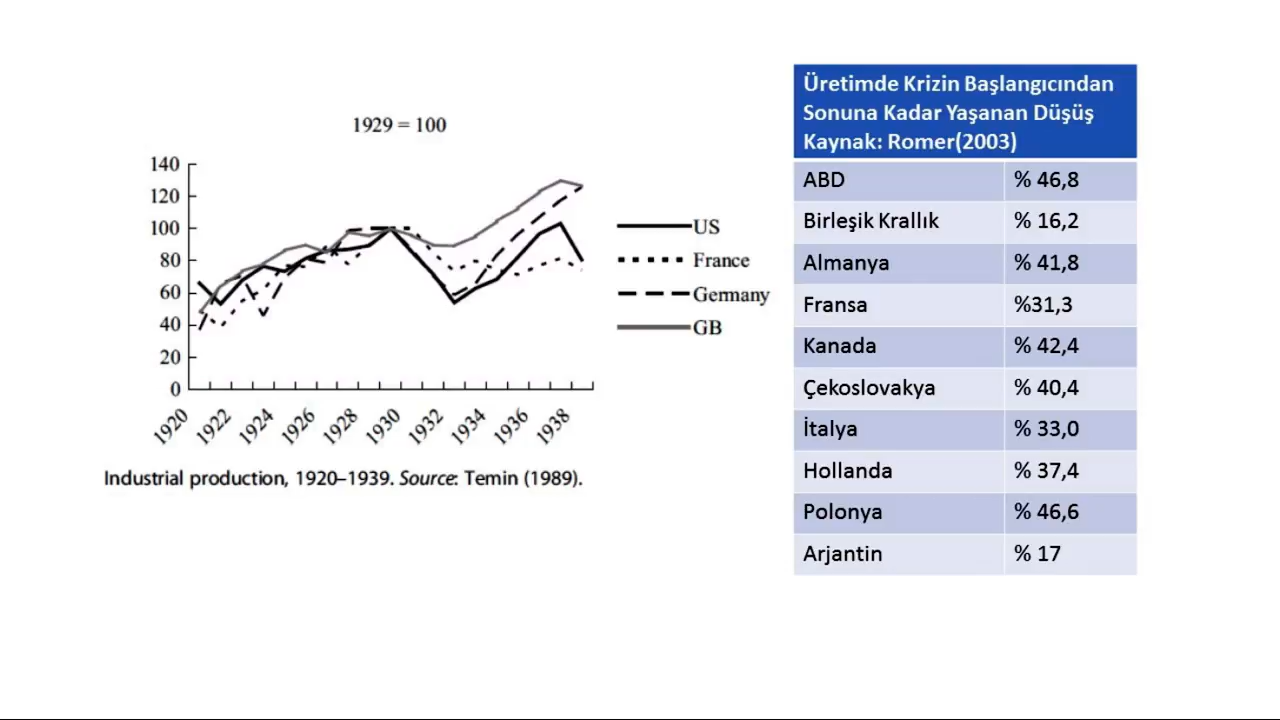 1929 = 100
140
120
100
80
60
40
20
0
1920
1922
1924
1926
1928
1930
1932
1934
1936
1938
US
France
Germany
GB
Industrial production, 1920–1939. Source: Temin (1989).
Üretimde Krizin Başlangıcından
Sonuna Kadar Yaşanan Düşüş
Kaynak: Romer(2003)
ABD % 46,8
Birleşik Krallık % 16,2
Almanya % 41,8
Fransa %31,3
Kanada % 42,4
Çekoslovakya % 40,4
İtalya % 33,0
Hollanda % 37,4
Polonya % 46,6
Arjantin % 17